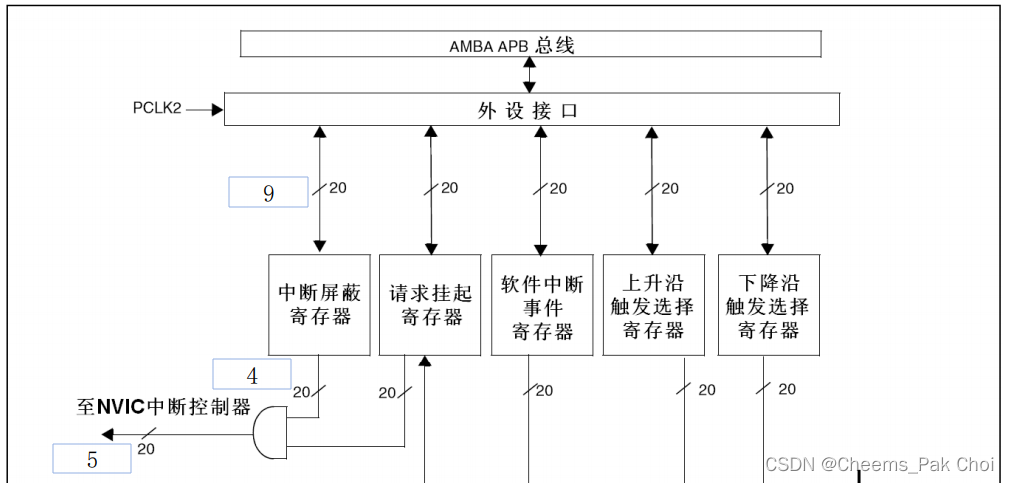 AMBA APB 总线
PCLK2
外设接口
9
20
20
20
20
20
中断屏蔽
寄存器
请求挂起
寄存器
软件中断
事件
寄存器
上升沿
触发选择
寄存器
下降沿
触发选择
寄存器
4
20
20
20
20
20
至NVIC中断控制器
20
5
CSDN @Cheems_Pak Choi